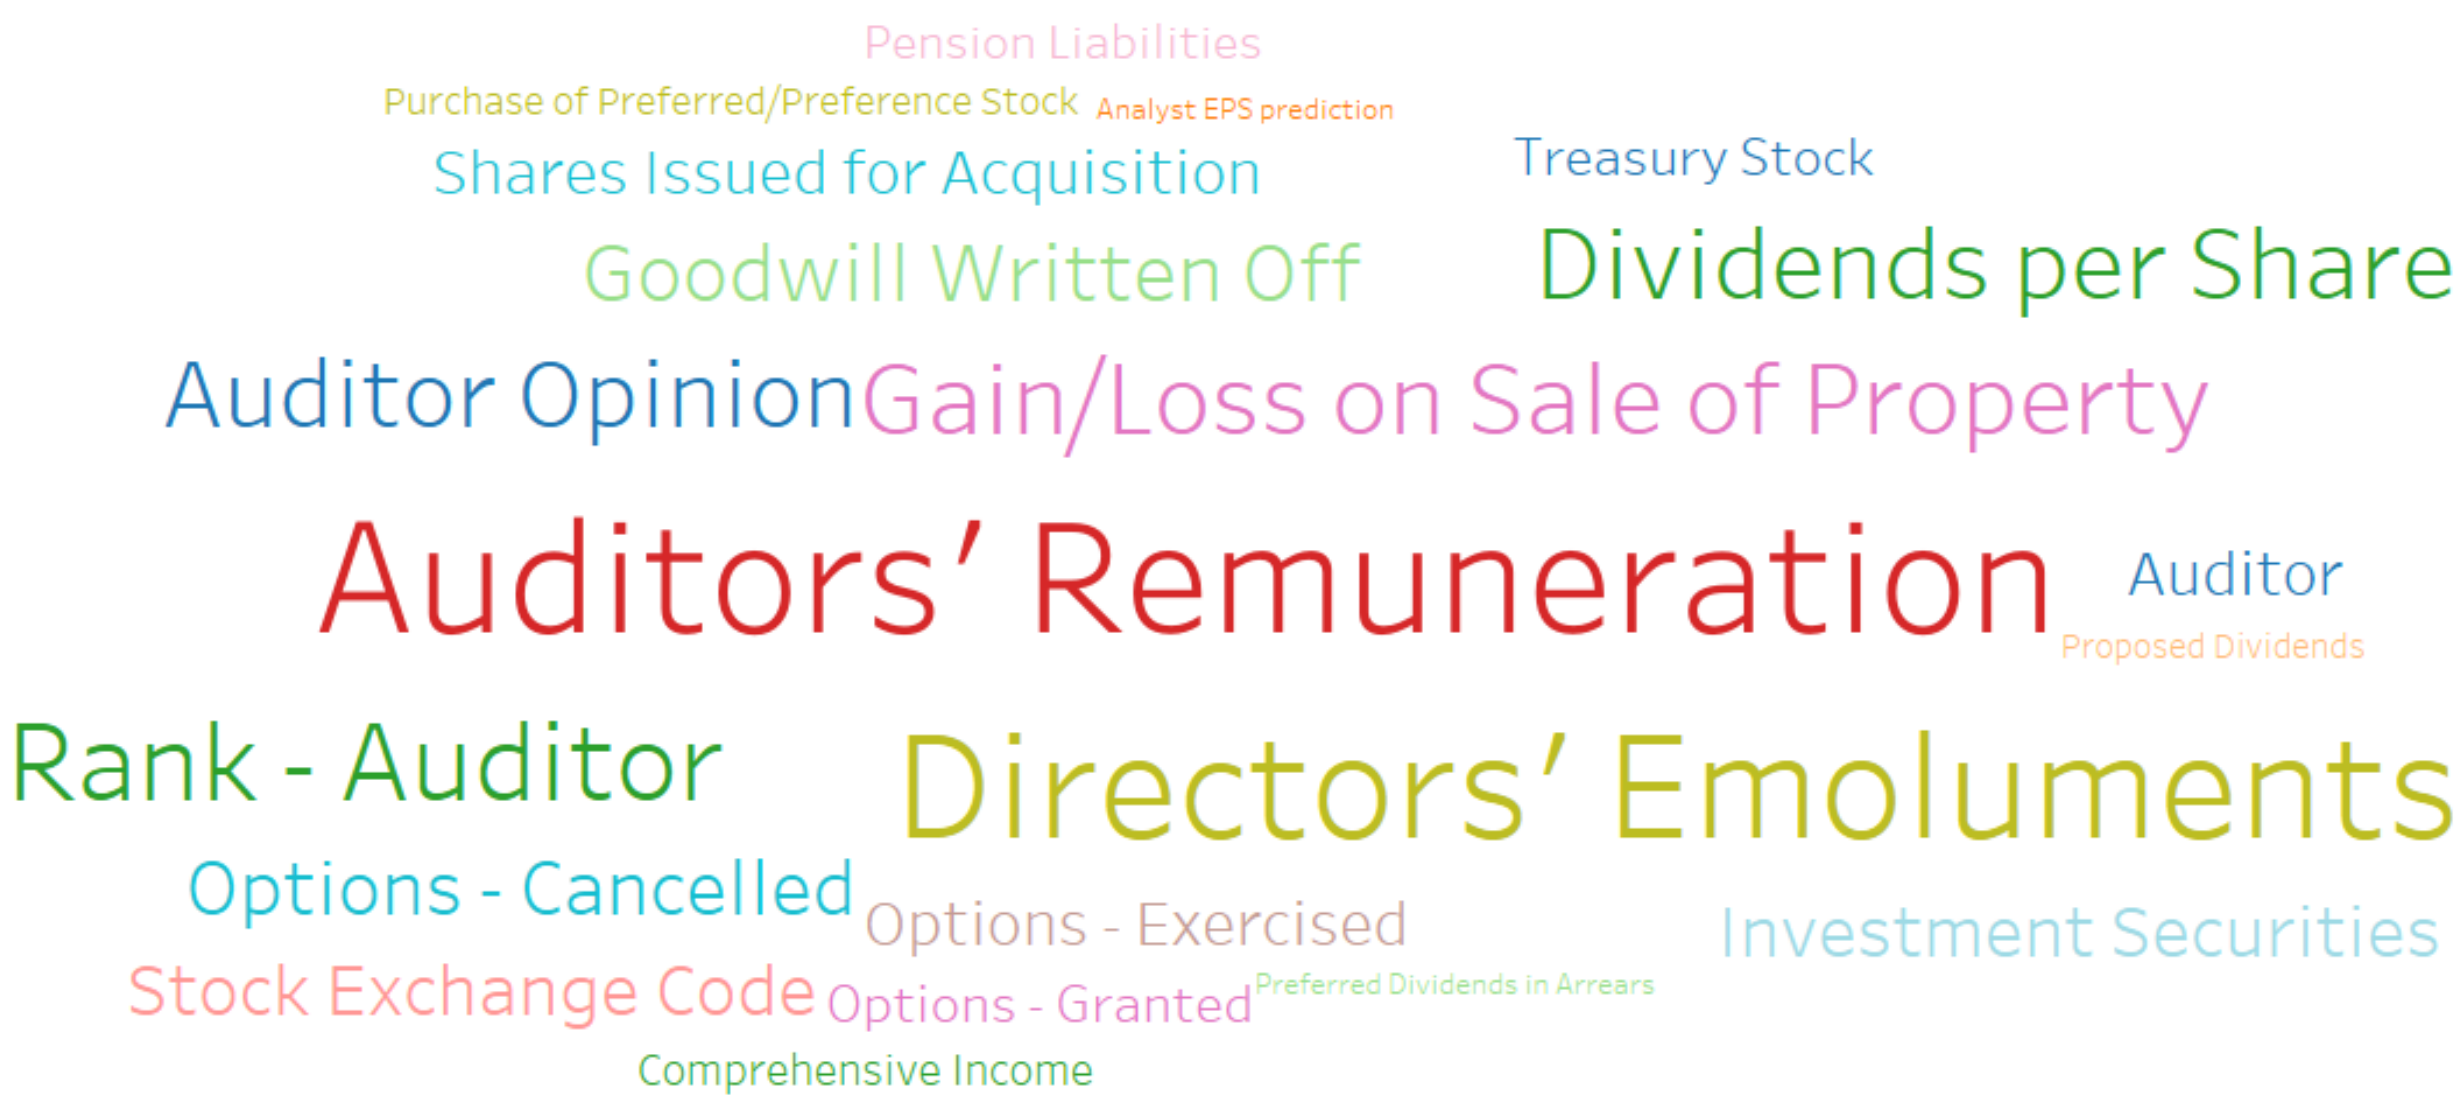 Pension Liabilities
Purchase of Preferred/Preference Stock Analyst EPS prediction
Shares Issued for Acquisition
Treasury Stock
Goodwill Written Off
Dividends per Share
Auditor Opinion
Gain/Loss on Sale of Property
Auditors’ Remuneration
Auditor
Proposed Dividends
Rank - Auditor
Directors’ Emoluments
Options - Cancelled
Options - Exercised
Investment Securities
Stock Exchange Code
Options - Granted
Preferred Dividends in Arrears
Comprehensive Income